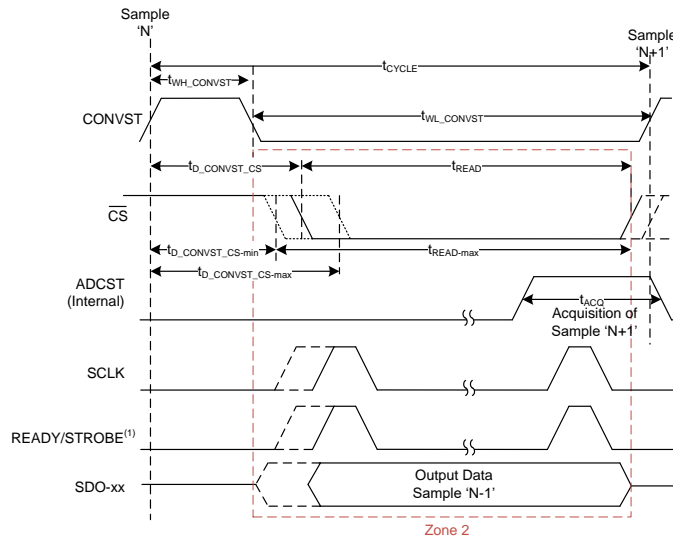 Sample
'N'
Sample
'N+1'
tCYCLE
tWH_CONVST
CONVST
tWL_CONVST
tD_CONVST_CS
tREAD
CS
tD_CONVST_CS-min
tREAD-max
tD_CONVST_CS-max
ADCST
(Internal)
tACQ
Acquisition of
Sample 'N+1'
SCLK
READY/STROBE(1)
SDO-xx
Output Data
Sample 'N-1'
Zone 2